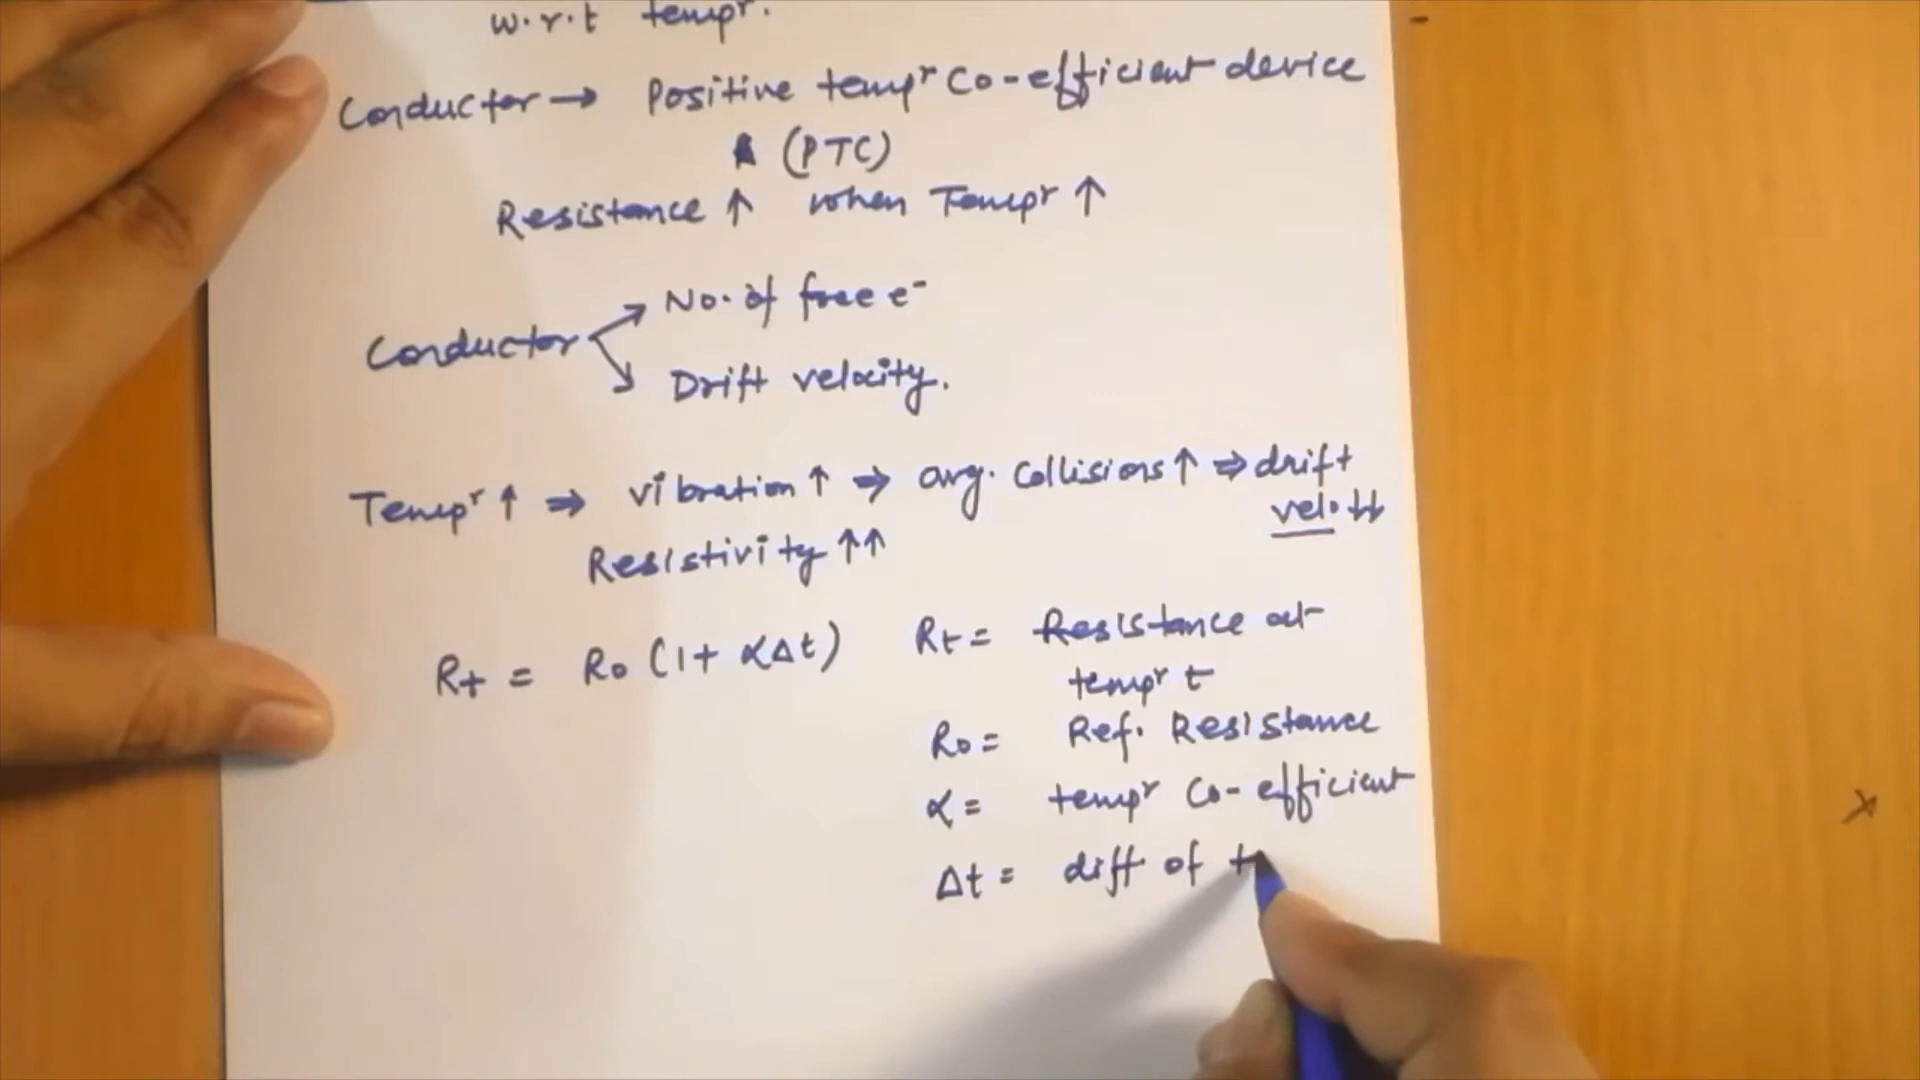 w.r.t tempr.
Conductor → Positive tempr Co-efficient device
(PTC)
Resistance ↑ when Tempr ↑
No. of free e-
Conductor
Drift velocity.
Tempr ↑ ⇒ vibration ↑ ⇒ avg. Collisions ↑ ⇒ drift
velo. ↓↓
Resistivity ↑↑
Rt = R0 (1 + αΔt)
Rt = Resistance at
tempr t
R0 = Ref. Resistance
α = tempr Co-efficient
Δt = diff of t